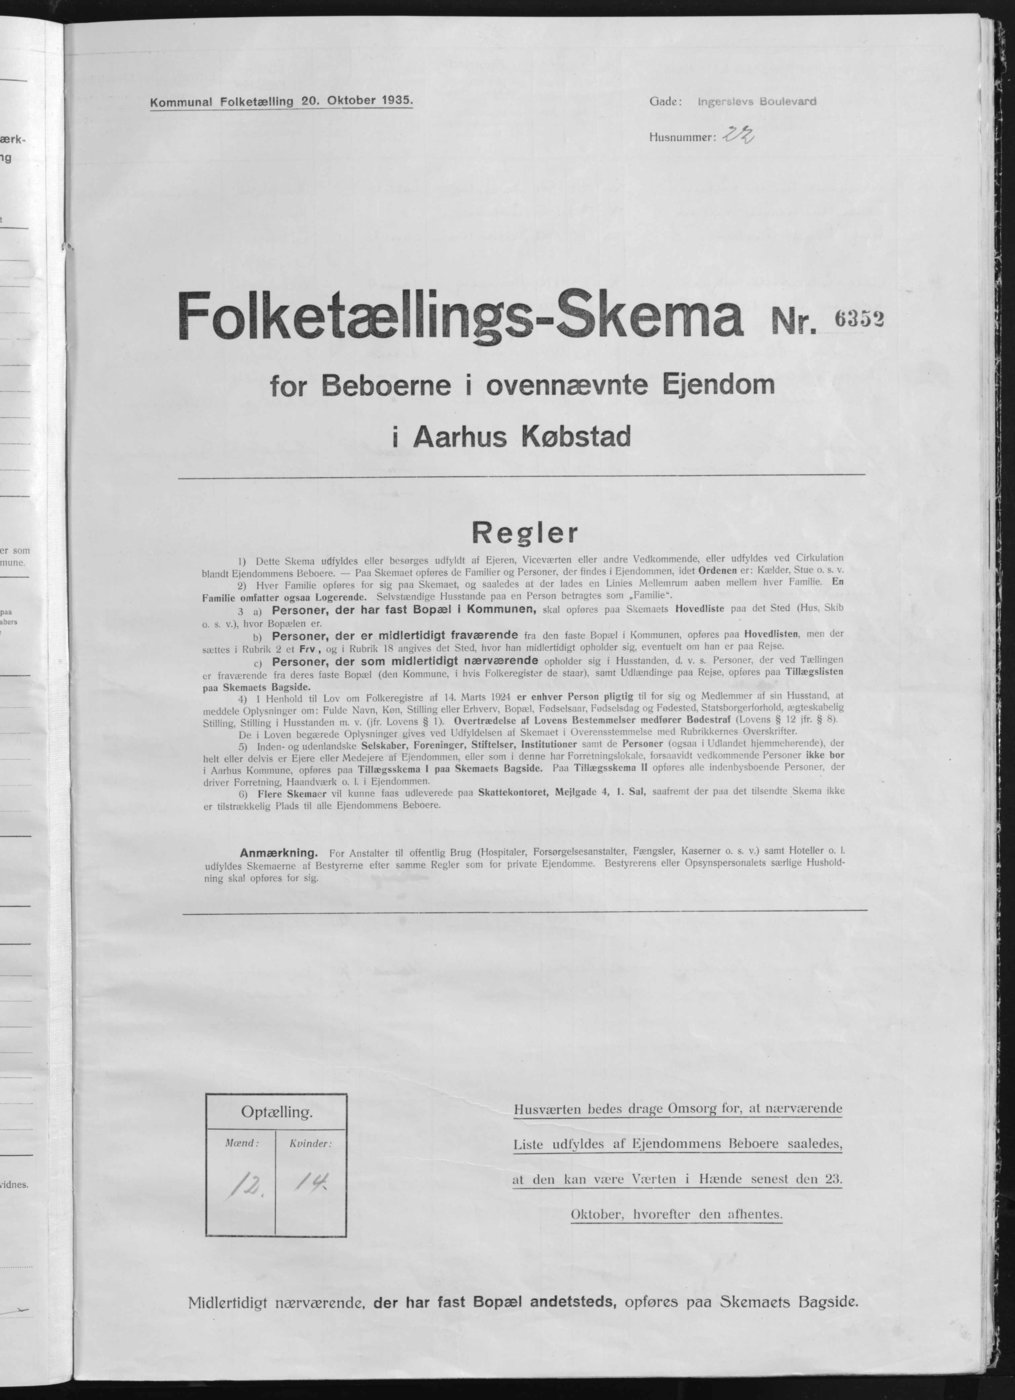 Kommunal Folketælling 20. Oktober 1935.
Gade: Ingerslevs Boulevard
Husnummer: 22
Folketællings-Skema Nr. 6352
for Beboerne i ovennævnte Ejendom
i Aarhus Købstad
Regler
1) Dette Skema udfyldes eller besørges udfyldt af Ejeren, Viceværten eller andre Vedkommende, eller udfyldes ved Cirkulation
blandt Ejendommens Beboere. — Paa Skemaet opføres de Familier og Personer, der findes i Ejendommen, idet Ordenen er: Kælder, Stue o. s. v.
2) Hver Familie opføres for sig paa Skemaet, og saaledes at der lades en Linies Mellemrum aaben mellem hver Familie. En
Familie omfatter ogsaa Logerende. Selvstændige Husstande paa en Person betragtes som „Familie".
3 a) Personer, der har fast Bopæl i Kommunen, skal opføres paa Skemaets Hovedliste paa det Sted (Hus, Skib
o. s. v.), hvor Bopælen er.
b) Personer, der er midlertidigt fraværende fra den faste Bopæl i Kommunen, opføres paa Hovedlisten, men der
sættes i Rubrik 2 et Frv, og i Rubrik 18 angives det Sted, hvor han midlertidigt opholder sig, eventuelt om han er paa Rejse.
c) Personer, der som midlertidigt nærværende opholder sig i Husstanden, d. v. s. Personer, der ved Tællingen
er fraværende fra deres faste Bopæl (den Kommune, i hvis Folkeregister de staar), samt Udlændinge paa Rejse, opføres paa Tillægslisten
paa Skemaets Bagside.
4) I Henhold til Lov om Folkeregistre af 14. Marts 1924 er enhver Person pligtig til for sig og Medlemmer af sin Husstand, at
meddele Oplysninger om: Fulde Navn, Køn, Stilling eller Erhverv, Bopæl, Fødselsaar, Fødselsdag og Fødested, Statsborgerforhold, ægteskabelig
Stilling, Stilling i Husstanden m. v. (jfr. Lovens § 1). Overtrædelse af Lovens Bestemmelser medfører Bødestraf (Lovens § 12 jfr. § 8).
De i Loven begærede Oplysninger gives ved Udfyldelsen af Skemaet i Overensstemmelse med Rubrikkernes Overskrifter.
5) Inden- og udenlandske Selskaber, Foreninger, Stiftelser, Institutioner samt de Personer (ogsaa i Udlandet hjemmehørende), der
helt eller delvis er Ejere eller Medejere af Ejendommen, eller som i denne har Forretningslokale, forsaavidt vedkommende Personer ikke bor
i Aarhus Kommune, opføres paa Tillægsskema I paa Skemaets Bagside. Paa Tillægsskema II opføres alle indenbysboende Personer, der
driver Forretning, Haandværk o. l. i Ejendommen.
6) Flere Skemaer vil kunne faas udleverede paa Skattekontoret, Mejlgade 4, 1. Sal, saafremt der paa det tilsendte Skema ikke
er tilstrækkelig Plads til alle Ejendommens Beboere.
Anmærkning. For Anstalter til offentlig Brug (Hospitaler, Forsørgelsesanstalter, Fængsler, Kaserner o. s. v.) samt Hoteller o. l.
udfyldes Skemaerne af Bestyrerne efter samme Regler som for private Ejendomme. Bestyrerens eller Opsynspersonalets særlige Hushold-
ning skal opføres for sig.
Optælling.
Mænd: Kvinder:
12. 14.
Husværten bedes drage Omsorg for, at nærværende
Liste udfyldes af Ejendommens Beboere saaledes,
at den kan være Værten i Hænde senest den 23.
Oktober, hvorefter den afhentes.
Midlertidigt nærværende, der har fast Bopæl andetsteds, opføres paa Skemaets Bagside.